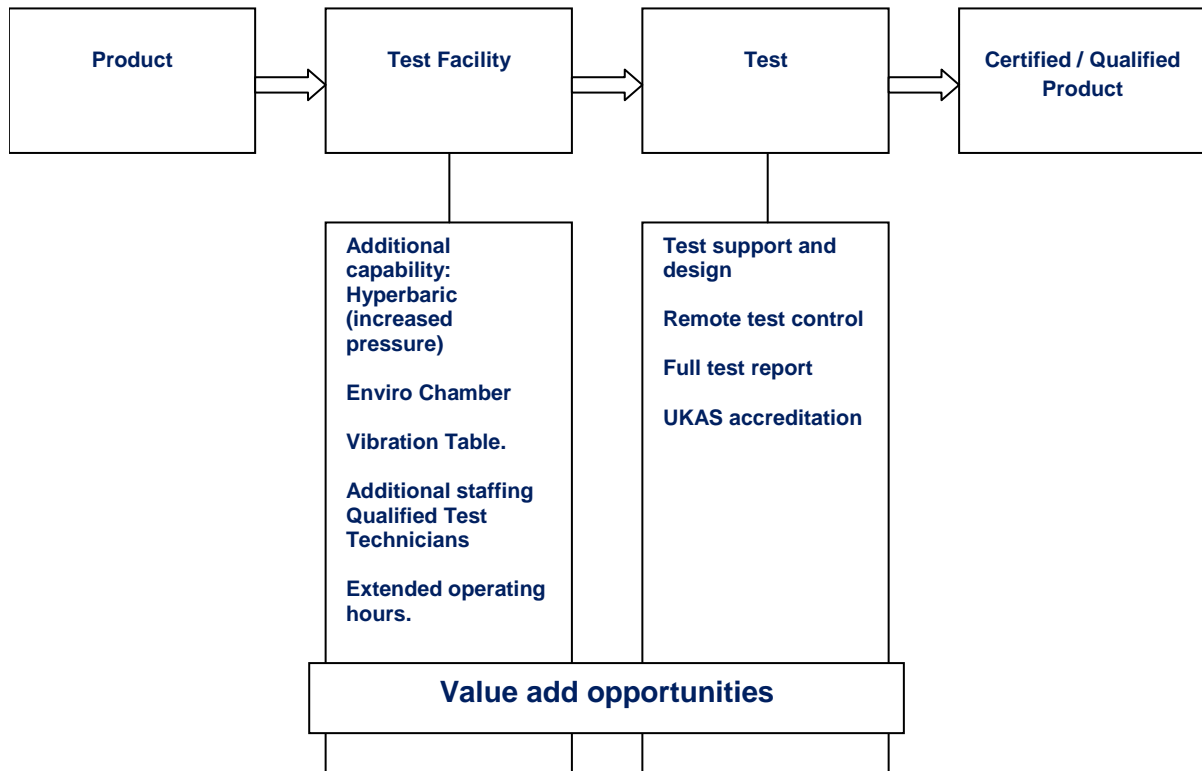 Product
Test Facility
Test
Certified / Qualified
Product
Additional
capability:
Hyperbaric
(increased
pressure)
Enviro Chamber
Vibration Table.
Additional staffing
Qualified Test
Technicians
Extended operating
hours.
Test support and
design
Remote test control
Full test report
UKAS accreditation
Value add opportunities